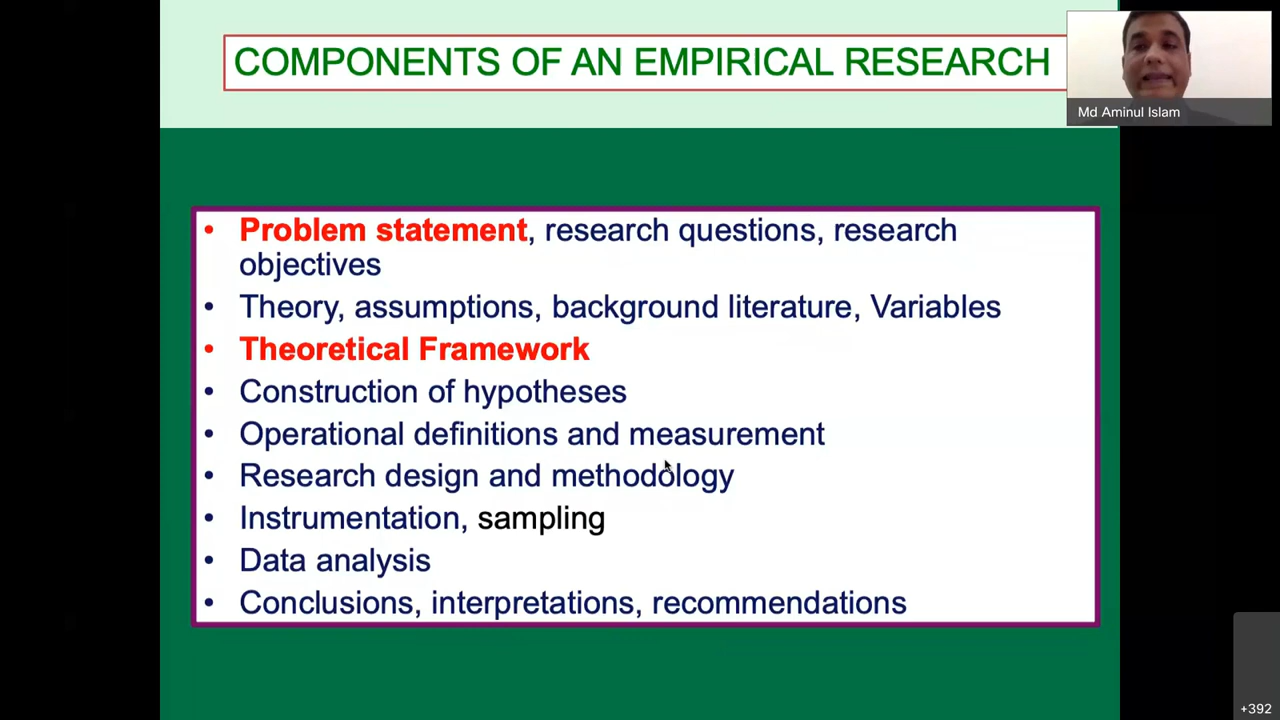 COMPONENTS OF AN EMPIRICAL RESEARCH
Md Aminul Islam
• Problem statement, research questions, research
objectives
• Theory, assumptions, background literature, Variables
• Theoretical Framework
• Construction of hypotheses
• Operational definitions and measurement
• Research design and methodology
• Instrumentation, sampling
• Data analysis
• Conclusions, interpretations, recommendations
+392